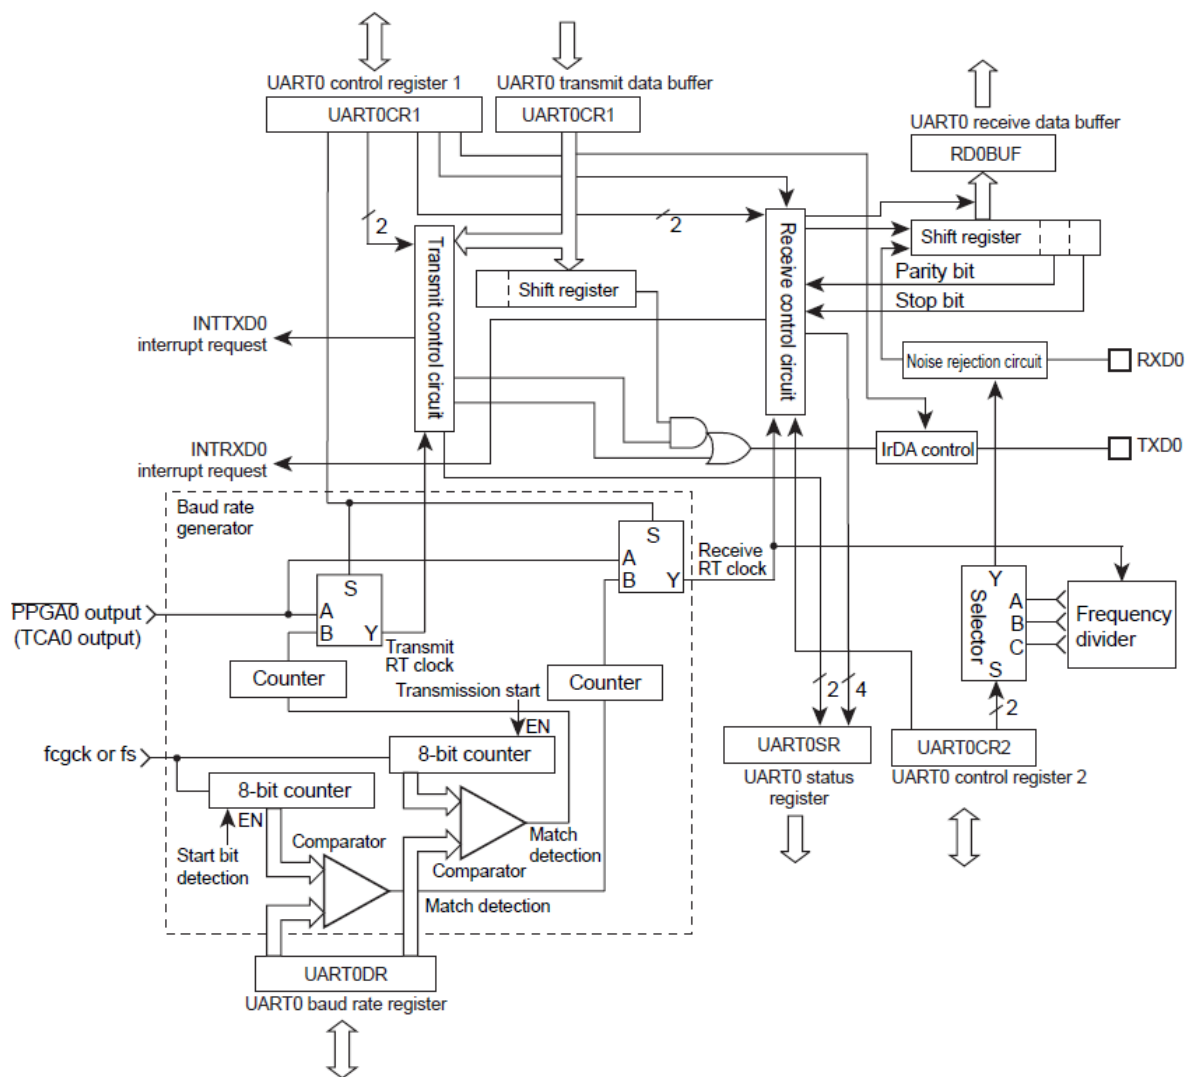 UART0 control register 1
UART0CR1
UART0 transmit data buffer
UART0CR1
UART0 receive data buffer
RD0BUF
2
2
Transmit control circuit
Receive control circuit
Shift register
Shift register
Parity bit
Stop bit
INTTXD0
interrupt request
Noise rejection circuit
RXD0
INTRXD0
interrupt request
IrDA control
TXD0
Baud rate
generator
S
A
B
Y
Receive
RT clock
S
A
B
Y
Transmit
RT clock
PPGA0 output
(TCA0 output)
Y
A
B
C
S
Selector
Frequency
divider
Counter
Counter
Transmission start
EN
2
4
2
fcgck or fs
8-bit counter
8-bit counter
EN
UART0SR
UART0 status
register
UART0CR2
UART0 control register 2
Start bit
detection
Comparator
Match
detection
Comparator
Match detection
UART0DR
UART0 baud rate register